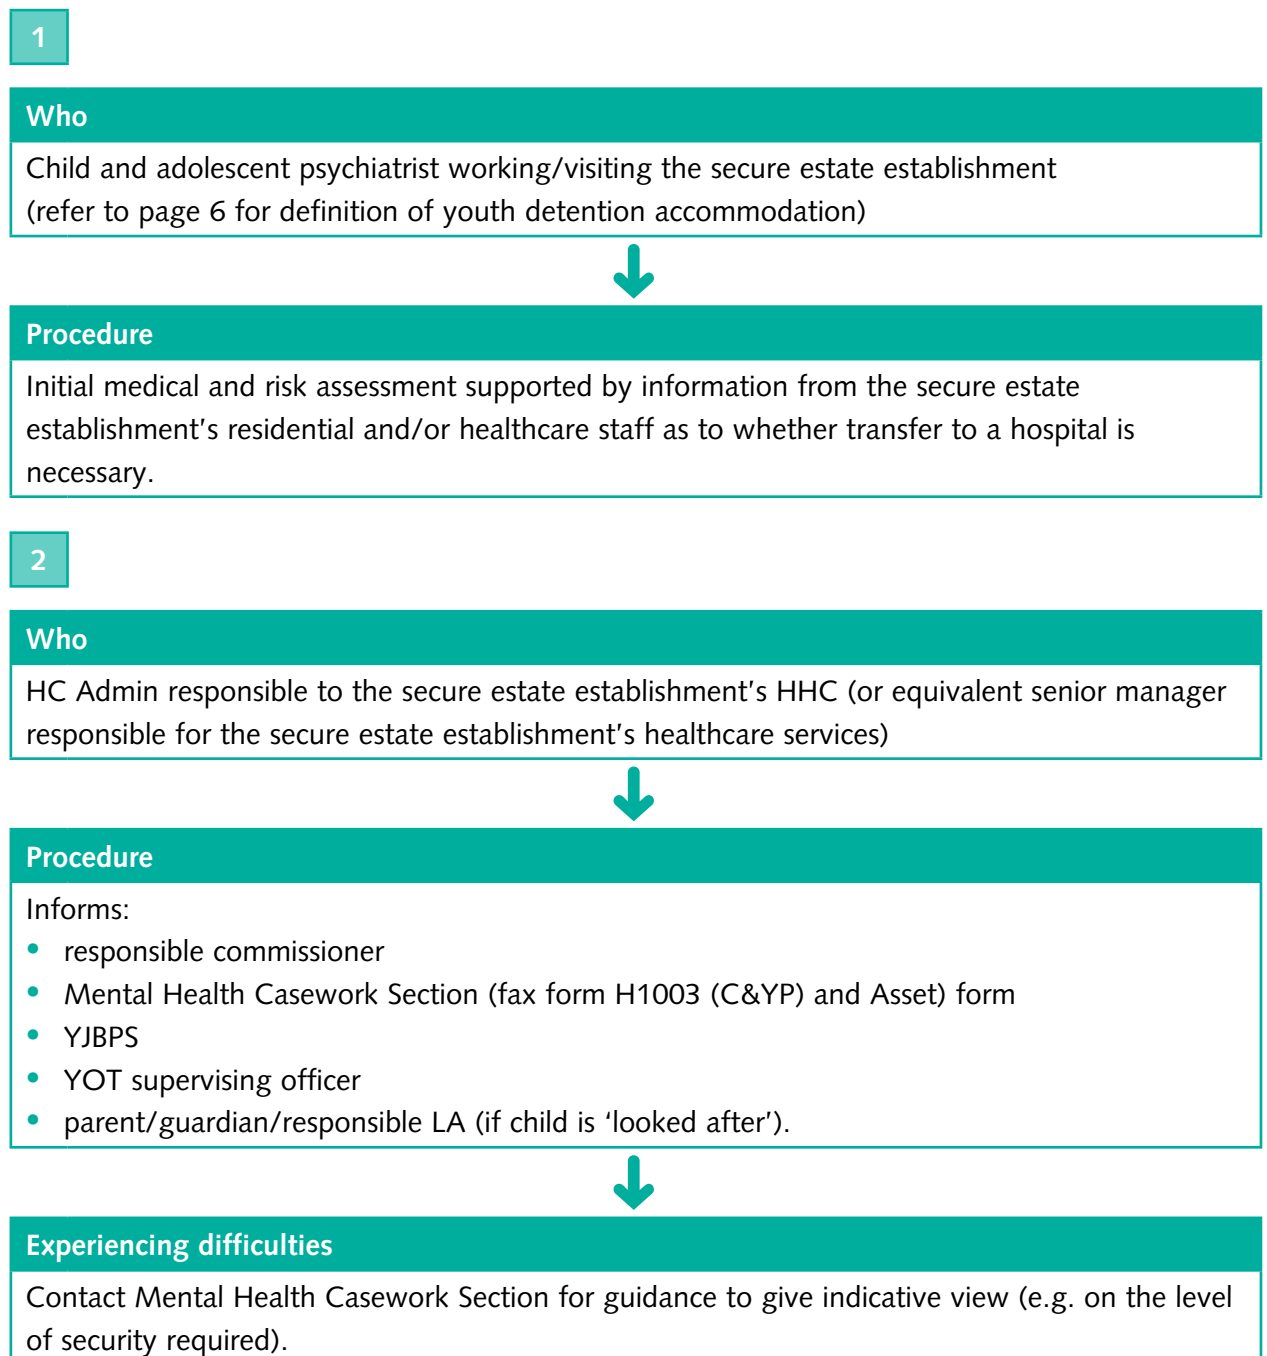 1
Who
Child and adolescent psychiatrist working/visiting the secure estate establishment
(refer to page 6 for definition of youth detention accommodation)
Procedure
Initial medical and risk assessment supported by information from the secure estate
establishment's residential and/or healthcare staff as to whether transfer to a hospital is
necessary.
2
Who
HC Admin responsible to the secure estate establishment's HHC (or equivalent senior manager
responsible for the secure estate establishment's healthcare services)
Procedure
Informs:
• responsible commissioner
• Mental Health Casework Section (fax form H1003 (C&YP) and Asset) form
• YJBPS
• YOT supervising officer
• parent/guardian/responsible LA (if child is ‘looked after’).
Experiencing difficulties
Contact Mental Health Casework Section for guidance to give indicative view (e.g. on the level
of security required).